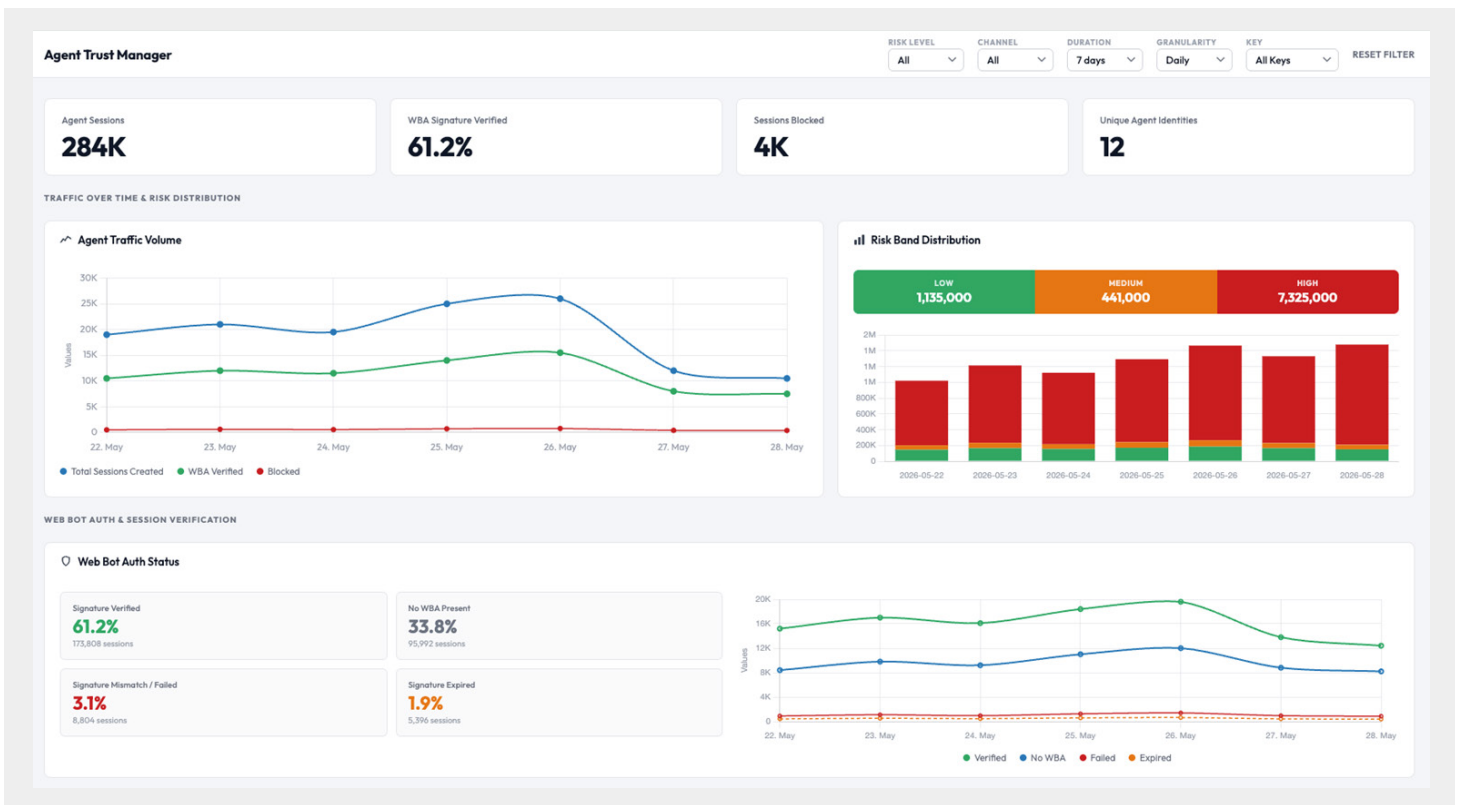 Agent Trust Manager
RISK LEVEL CHANNEL DURATION GRANULARITY KEY
All All 7 days Daily All Keys RESET FILTER
Agent Sessions
284K
WBA Signature Verified
61.2%
Sessions Blocked
4K
Unique Agent Identities
12
TRAFFIC OVER TIME & RISK DISTRIBUTION
Agent Traffic Volume
30K
25K
20K
15K
10K
5K
0
Values
22. May 23. May 24. May 25. May 26. May 27. May 28. May
Total Sessions Created WBA Verified Blocked
Risk Band Distribution
LOW MEDIUM HIGH
1,135,000 441,000 7,325,000
2M
1M
1M
1M
800K
600K
400K
200K
0
2026-05-22 2026-05-23 2026-05-24 2026-05-25 2026-05-26 2026-05-27 2026-05-28
WEB BOT AUTH & SESSION VERIFICATION
Web Bot Auth Status
Signature Verified
61.2%
173,808 sessions
No WBA Present
33.8%
95,992 sessions
Signature Mismatch / Failed
3.1%
8,804 sessions
Signature Expired
1.9%
5,396 sessions
20K
16K
12K
8K
4K
0
Values
22. May 23. May 24. May 25. May 26. May 27. May 28. May
Verified No WBA Failed Expired